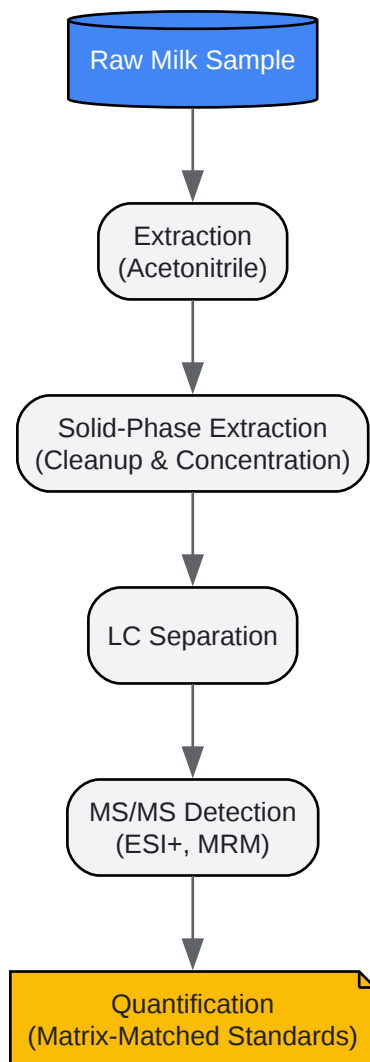 Raw Milk Sample
Extraction
(Acetonitrile)
Solid-Phase Extraction
(Cleanup & Concentration)
LC Separation
MS/MS Detection
(ESI+, MRM)
Quantification
(Matrix-Matched Standards)